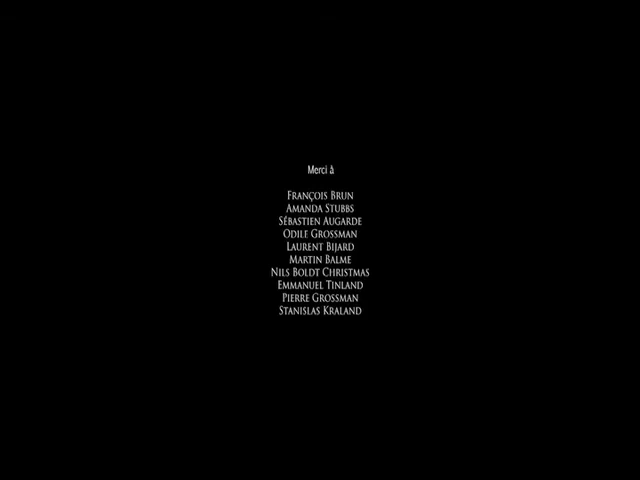 Merci à
François Brun
Amanda Stubbs
Sébastien Augarde
Odile Grossman
Laurent Bijard
Martin Balme
Nils Boldt Christmas
Emmanuel Tinland
Pierre Grossman
Stanislas Kraland